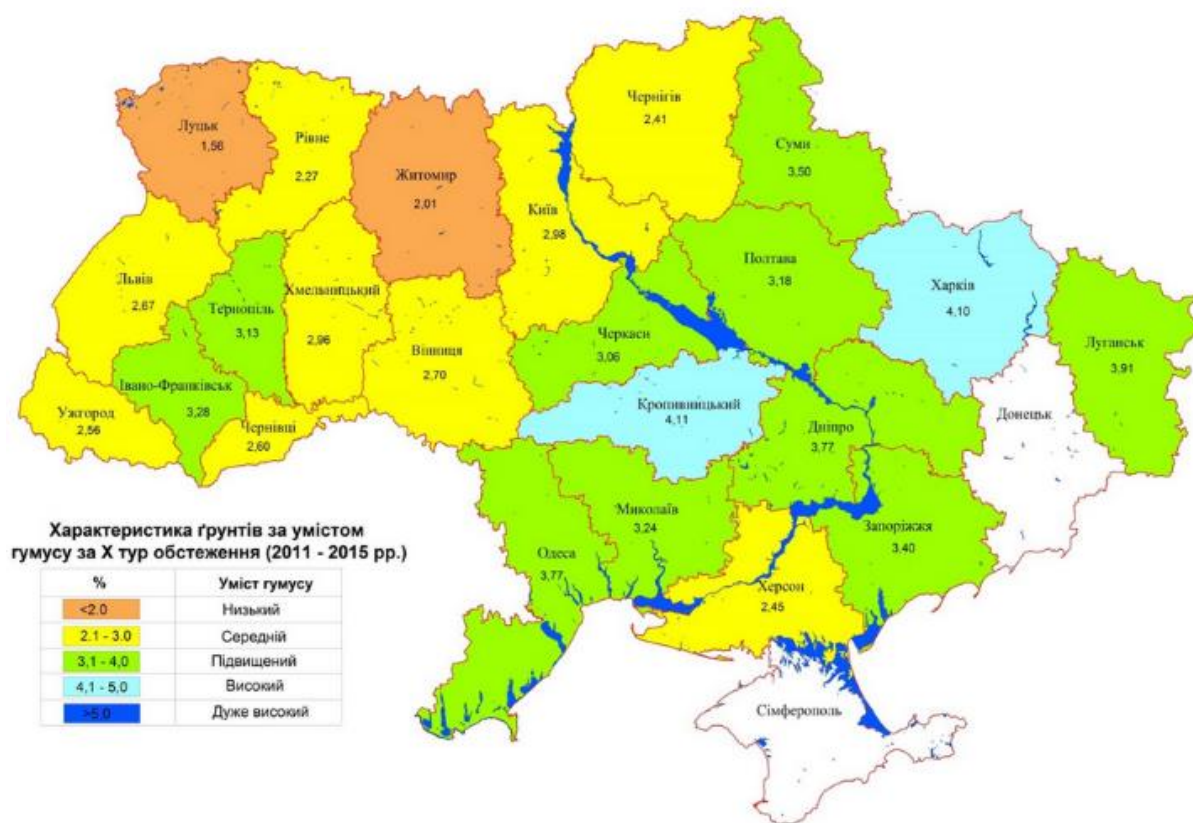 Чернігів
2,41
Суми
3,50
Луцьк
1,56
Рівне
2,27
Житомир
2,01
Київ
2,98
Полтава
3,18
Харків
4,10
Луганськ
3,91
Львів
2,67
Тернопіль
3,13
Хмельницький
2,96
Вінниця
2,70
Черкаси
3,06
Івано-Франківськ
3,28
Кропивницький
4,11
Дніпро
3,77
Донецьк
Ужгород
2,56
Чернівці
2,60
Миколаїв
3,24
Запоріжжя
3,40
Одеса
3,77
Херсон
2,45
Сімферополь
Характеристика ґрунтів за умістом
гумусу за X тур обстеження (2011 - 2015 рр.)
% Уміст гумусу
<2.0 Низький
2.1 - 3.0 Середній
3,1 - 4,0 Підвищений
4,1 - 5,0 Високий
>5,0 Дуже високий